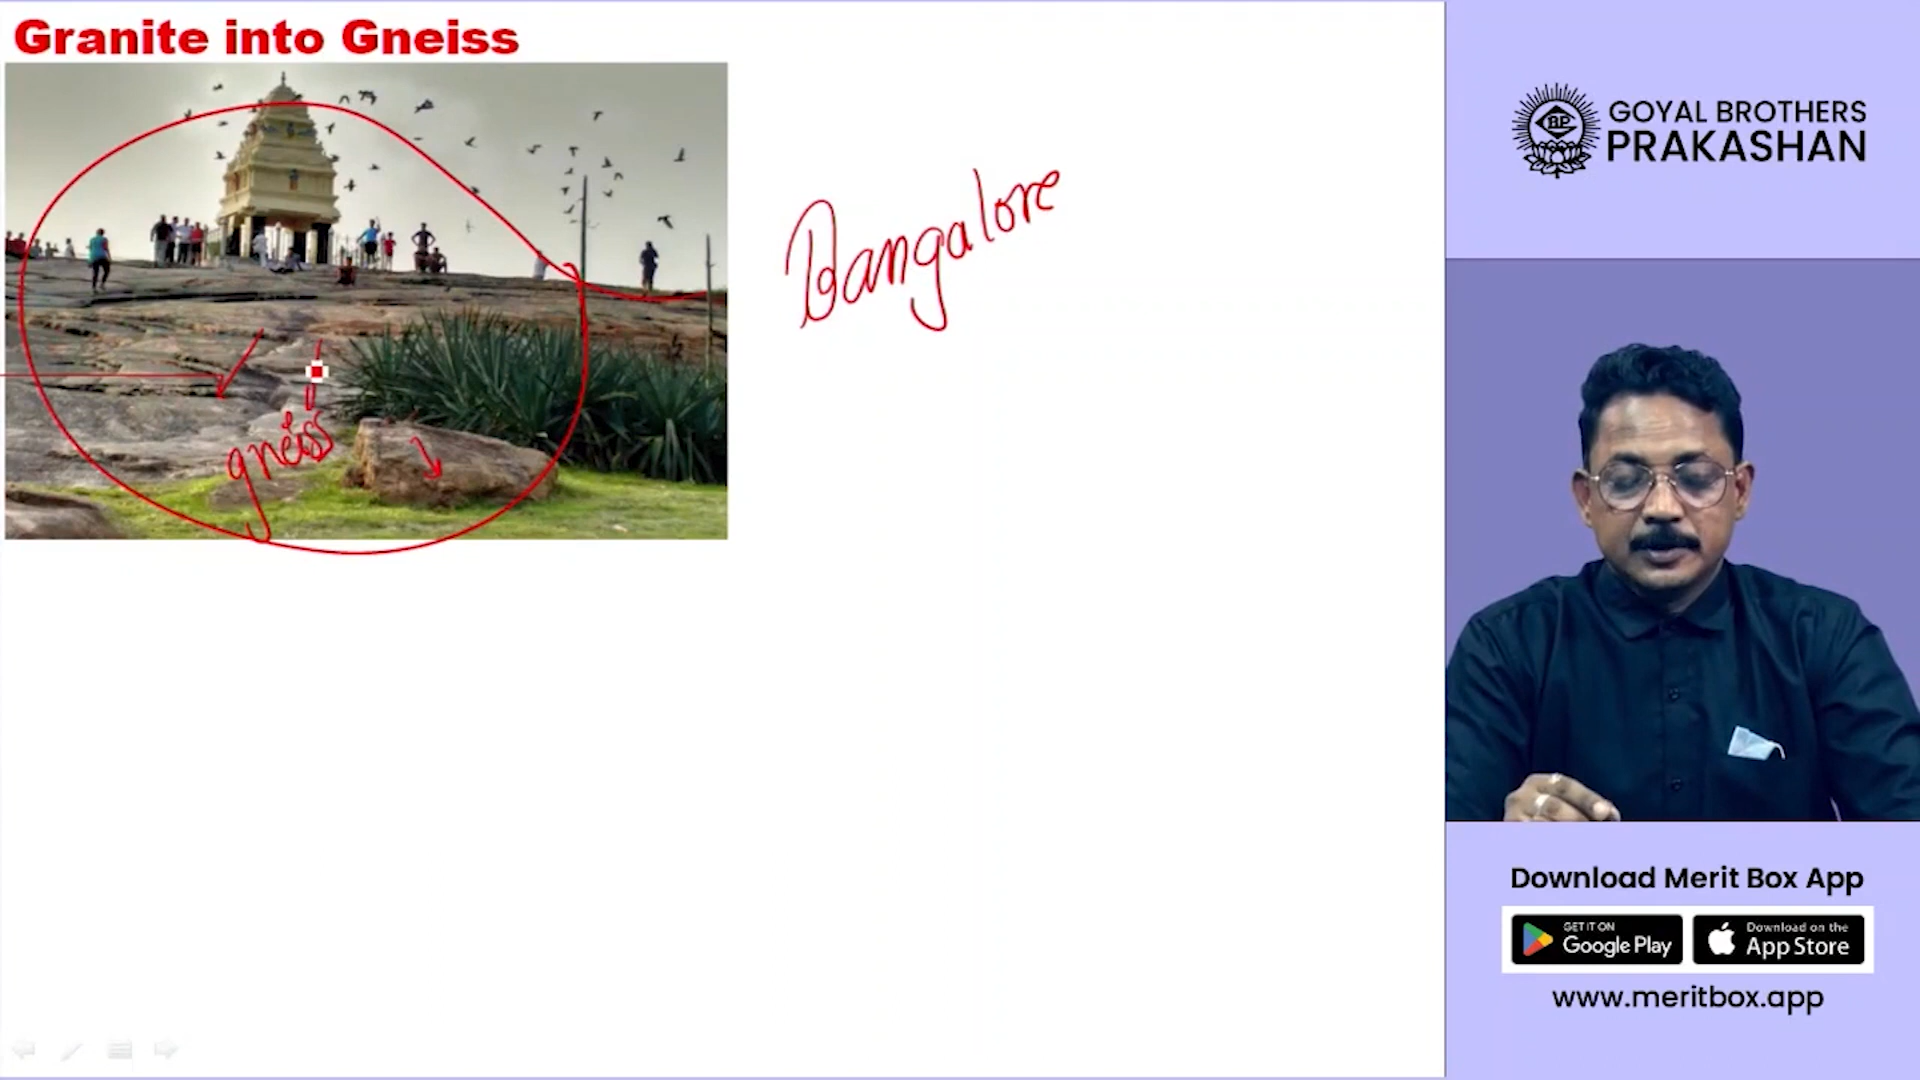 Granite into Gneiss
Bangalore
gneiss
GOYAL BROTHERS
PRAKASHAN
GBP
Download Merit Box App
GET IT ON
Google Play
Download on the
App Store
www.meritbox.app